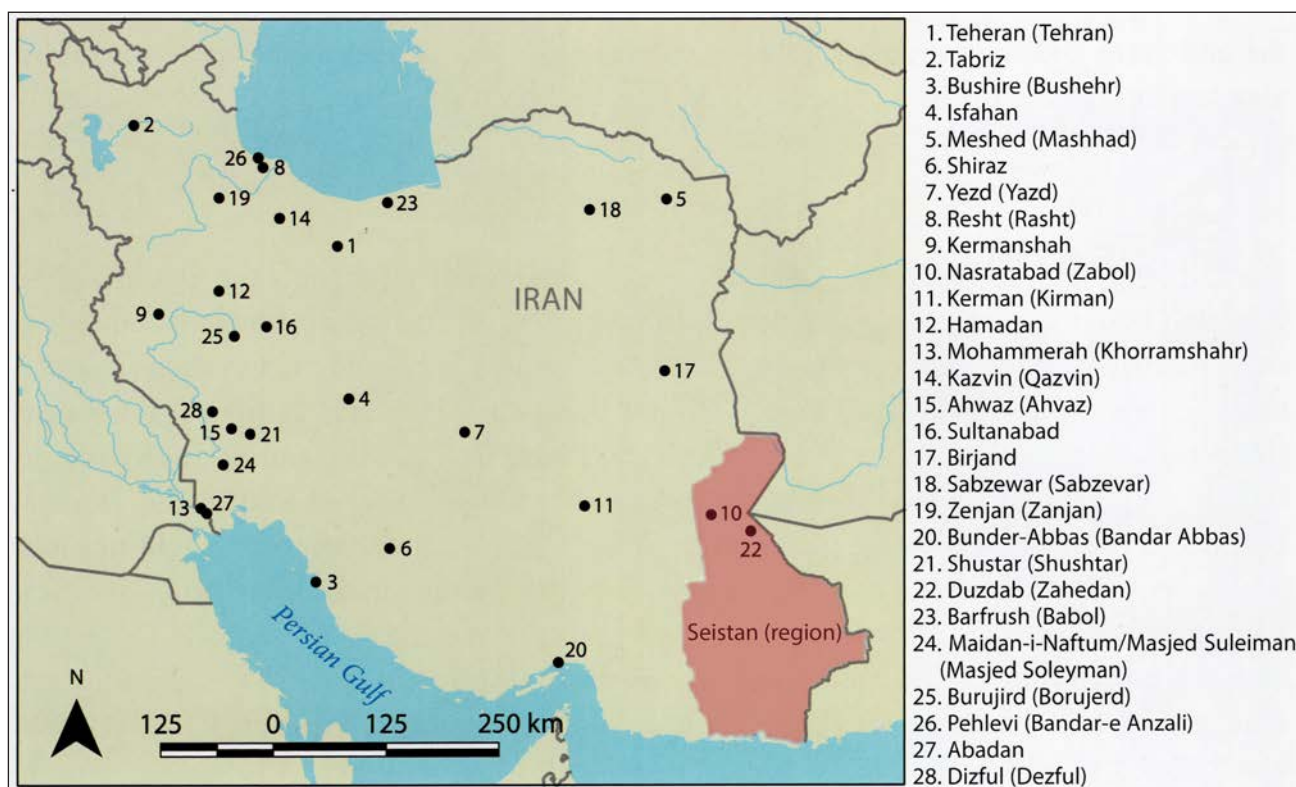 2
26
8
19
14
23
18
5
1
IRAN
12
9
25
16
17
28
4
15
21
7
24
13
27
11
10
22
6
3
Seistan (region)
Persian Gulf
20
N
125 0 125 250 km
1. Teheran (Tehran)
2. Tabriz
3. Bushire (Bushehr)
4. Isfahan
5. Meshed (Mashhad)
6. Shiraz
7. Yezd (Yazd)
8. Resht (Rasht)
9. Kermanshah
10. Nasratabad (Zabol)
11. Kerman (Kirman)
12. Hamadan
13. Mohammerah (Khorramshahr)
14. Kazvin (Qazvin)
15. Ahwaz (Ahvaz)
16. Sultanabad
17. Birjand
18. Sabzewar (Sabzevar)
19. Zenjan (Zanjan)
20. Bunder-Abbas (Bandar Abbas)
21. Shustar (Shushtar)
22. Duzdab (Zahedan)
23. Barfrush (Babol)
24. Maidan-i-Naftum/Masjed Suleiman
(Masjed Soleyman)
25. Burujird (Borujerd)
26. Pehlevi (Bandar-e Anzali)
27. Abadan
28. Dizful (Dezful)